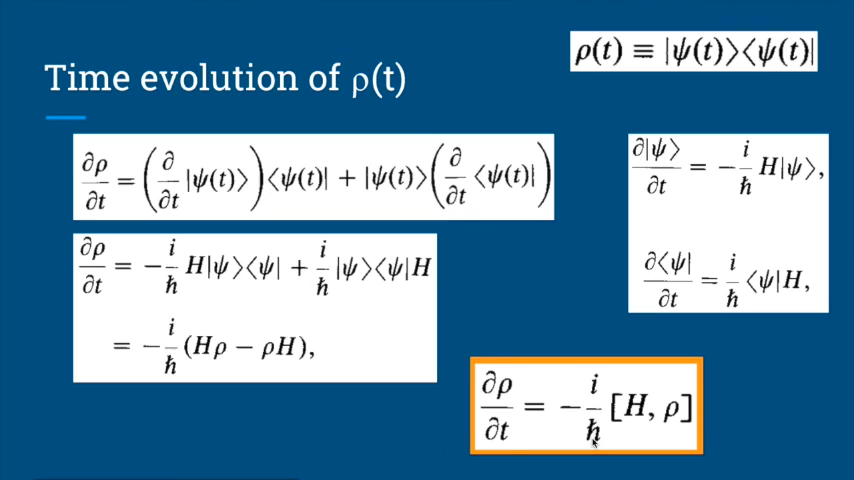 ρ(t) ≡ |ψ(t)⟩⟨ψ(t)|
Time evolution of ρ(t)
∂ρ/∂t = (∂/∂t |ψ(t)⟩)⟨ψ(t)| + |ψ(t)⟩(∂/∂t ⟨ψ(t)|)
∂|ψ⟩/∂t = −i/ħ H|ψ⟩,
∂ρ/∂t = −i/ħ H|ψ⟩⟨ψ| + i/ħ |ψ⟩⟨ψ|H
∂⟨ψ|/∂t = i/ħ ⟨ψ|H,
= −i/ħ (Hρ − ρH),
∂ρ/∂t = −i/ħ [H, ρ]